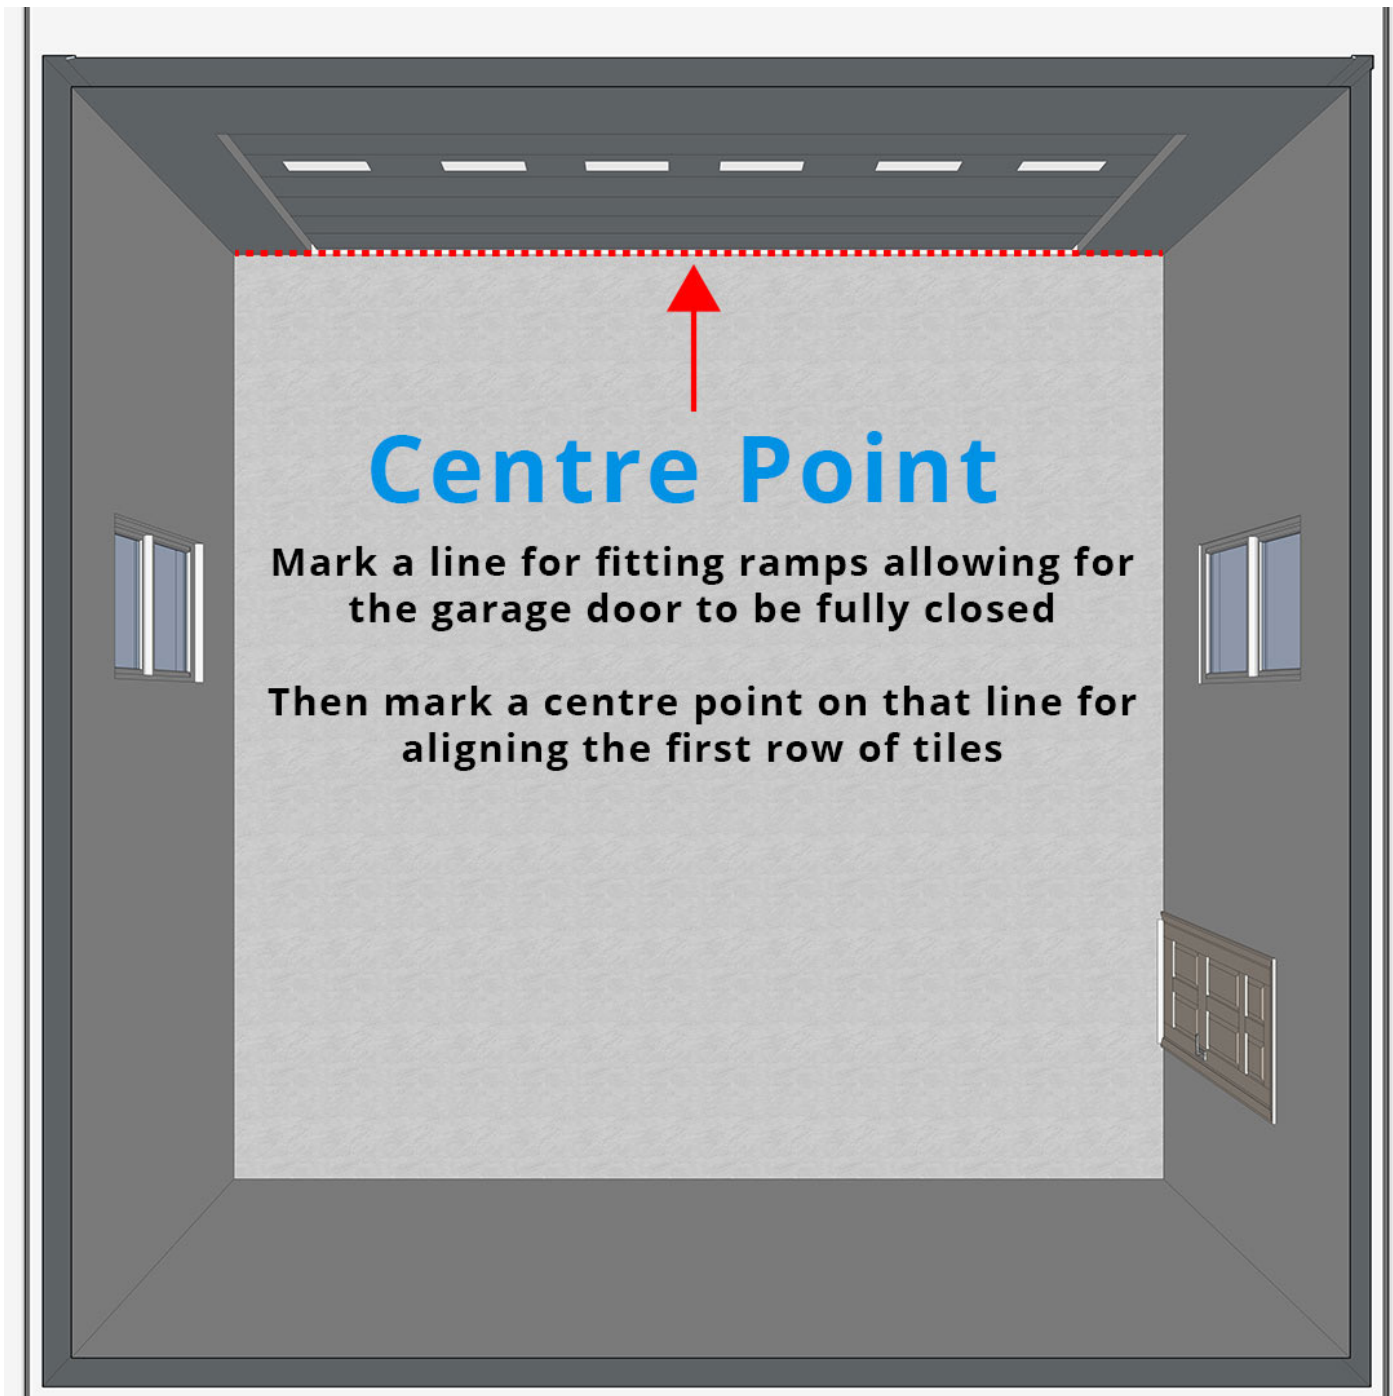 Centre Point
Mark a line for fitting ramps allowing for
the garage door to be fully closed
Then mark a centre point on that line for
aligning the first row of tiles